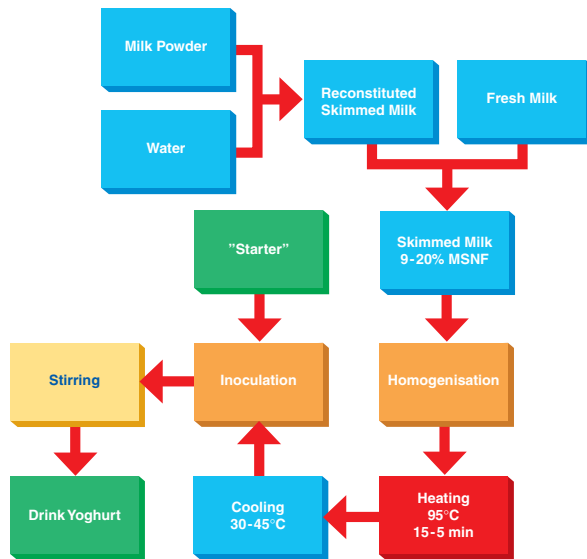 Milk Powder
Water
Reconstituted
Skimmed Milk
Fresh Milk
Skimmed Milk
9-20% MSNF
"Starter"
Homogenisation
Inoculation
Stirring
Heating
95°C
15-5 min
Cooling
30-45°C
Drink Yoghurt